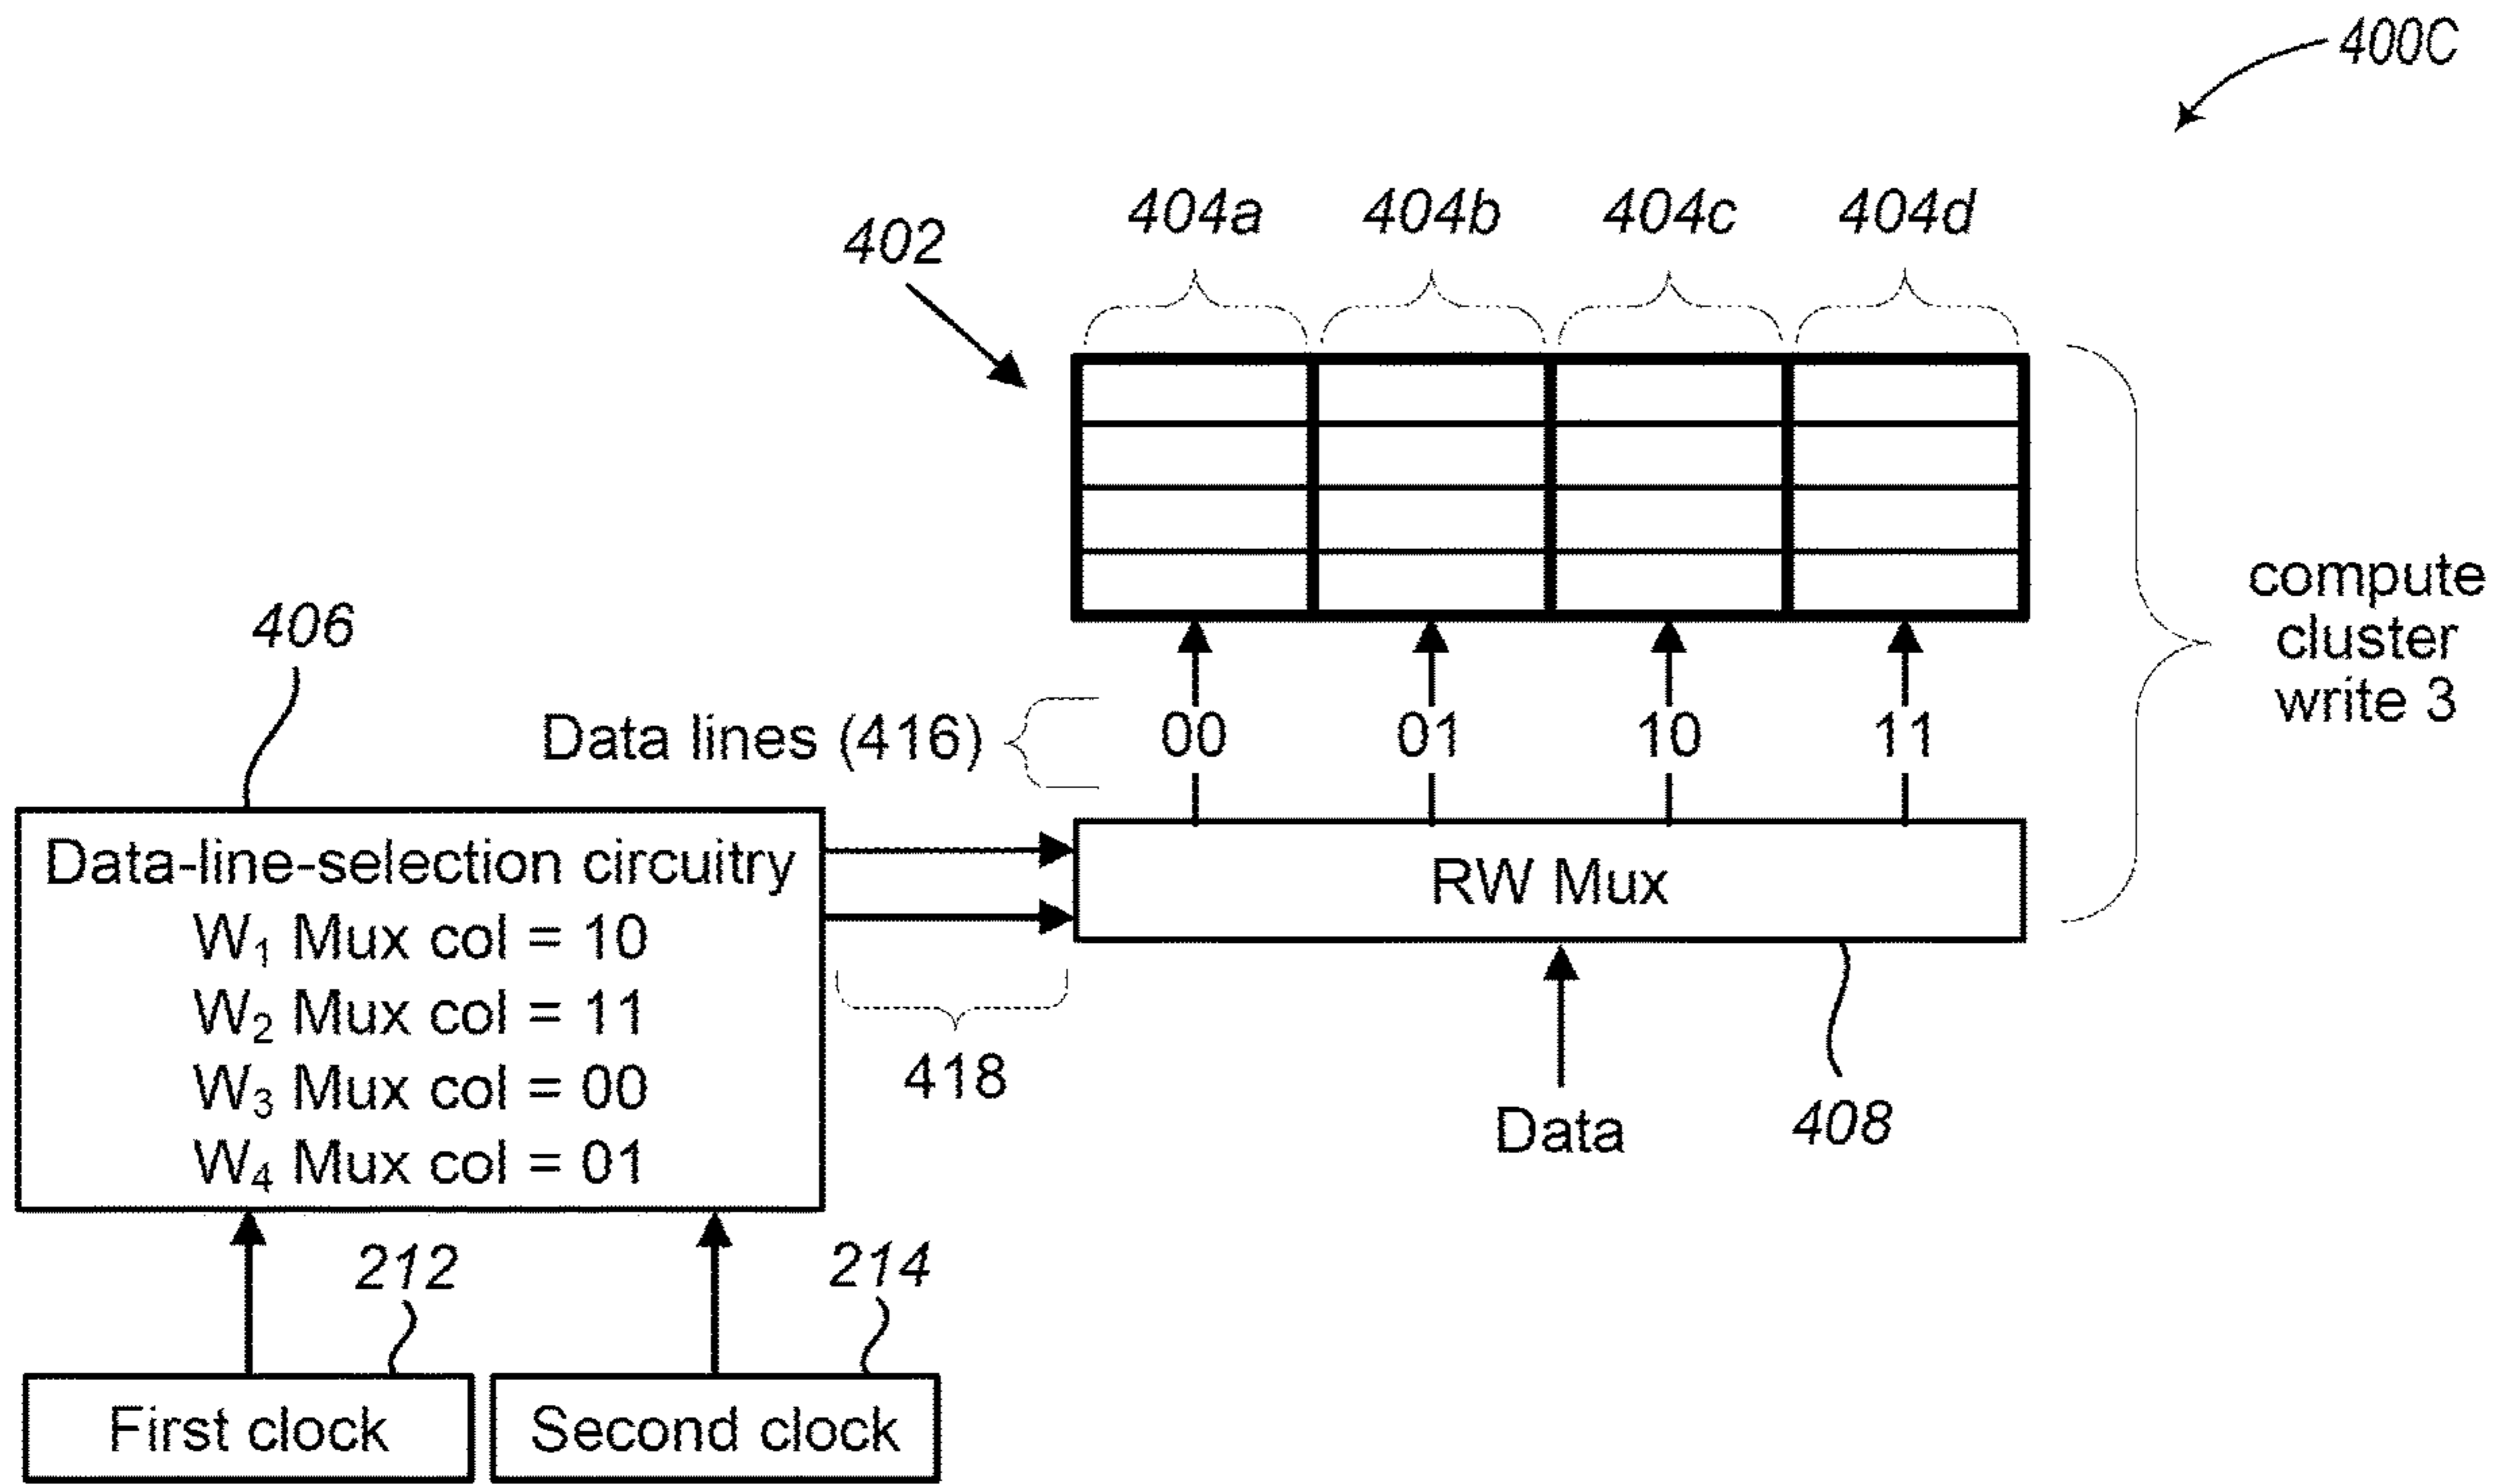 400C
404a 404b 404c 404d
402
compute
cluster
write 3
406
Data lines (416) 00 01 10 11
Data-line-selection circuitry
W₁ Mux col = 10
W₂ Mux col = 11
W₃ Mux col = 00
W₄ Mux col = 01
RW Mux
418
Data
408
212
214
First clock
Second clock